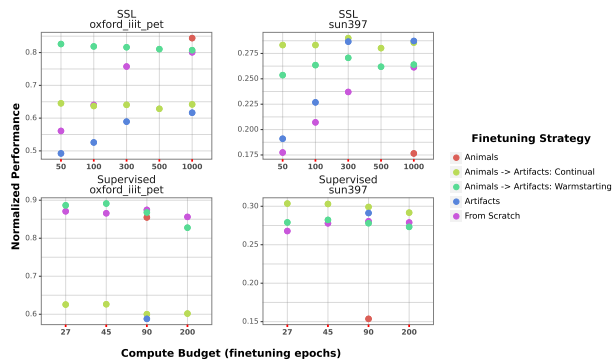 SSL
oxford_iiit_pet
SSL
sun397
0.8
0.7
0.6
0.5
50
100
300
500
1000
0.275
0.250
0.225
0.200
0.175
50
100
300
500
1000
Supervised
oxford_iiit_pet
Supervised
sun397
0.9
0.8
0.7
0.6
27
45
90
200
0.30
0.25
0.20
0.15
27
45
90
200
Normalized Performance
Compute Budget (finetuning epochs)
Finetuning Strategy
Animals
Animals -> Artifacts: Continual
Animals -> Artifacts: Warmstarting
Artifacts
From Scratch